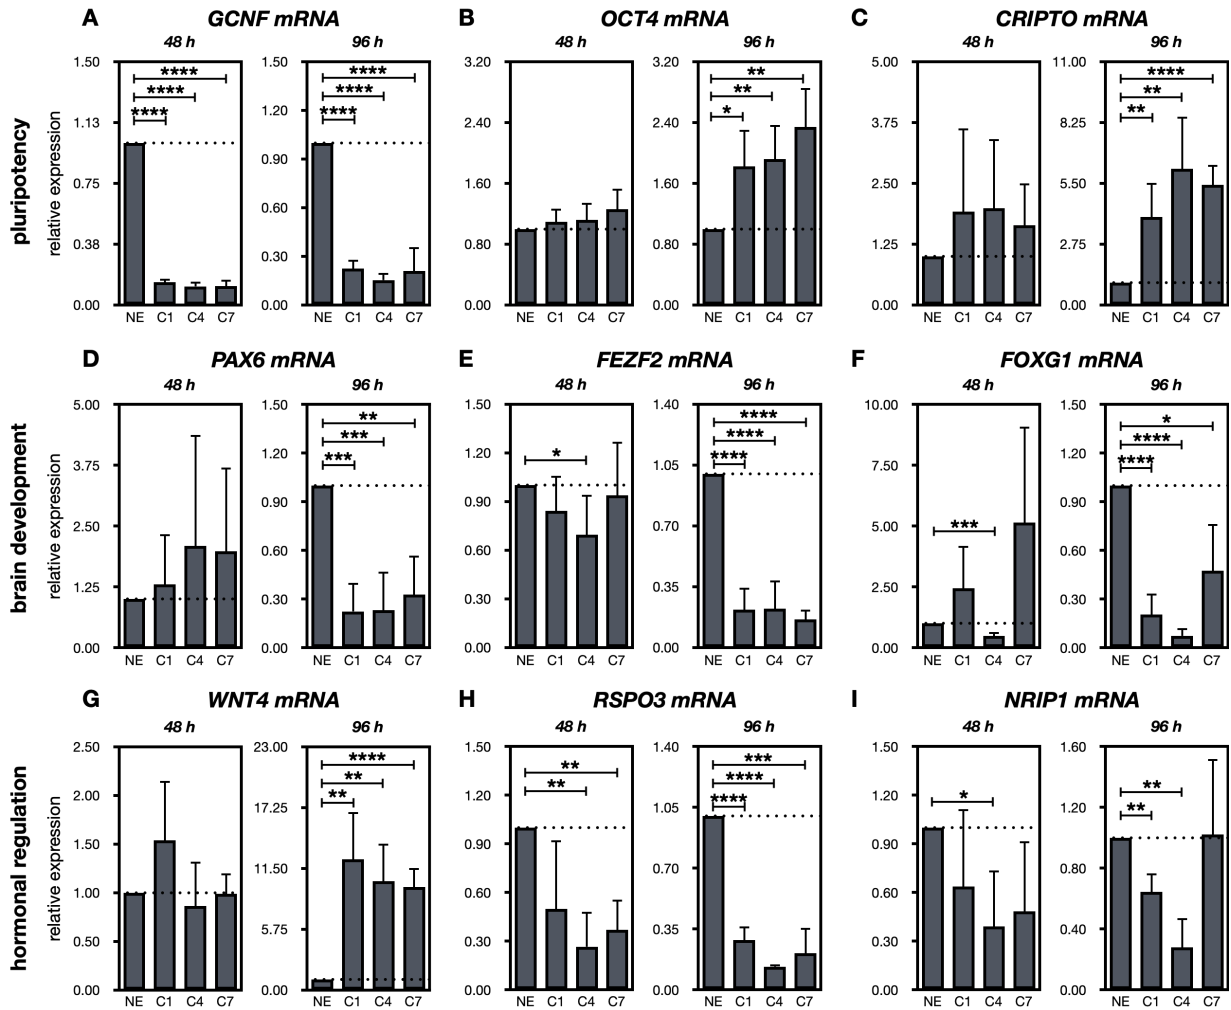 A GCNF mRNA B OCT4 mRNA C CRIPTO mRNA
48 h 96 h 48 h 96 h 48 h 96 h
pluripotency
relative expression
1.50 1.13 0.75 0.38 0.00
**** **** ****
NE C1 C4 C7
1.50 1.20 0.90 0.60 0.30 0.00
**** **** ****
NE C1 C4 C7
3.20 2.40 1.60 0.80 0.00
NE C1 C4 C7
3.20 2.40 1.60 0.80 0.00
** ** *
NE C1 C4 C7
5.00 3.75 2.50 1.25 0.00
NE C1 C4 C7
11.00 8.25 5.50 2.75 0.00
**** ** **
NE C1 C4 C7
D PAX6 mRNA E FEZF2 mRNA F FOXG1 mRNA
48 h 96 h 48 h 96 h 48 h 96 h
brain development
relative expression
5.00 3.75 2.50 1.25 0.00
NE C1 C4 C7
1.50 1.20 0.90 0.60 0.30 0.00
** *** ***
NE C1 C4 C7
1.50 1.20 0.90 0.60 0.30 0.00
*
NE C1 C4 C7
1.40 1.05 0.70 0.35 0.00
**** **** ****
NE C1 C4 C7
10.00 7.50 5.00 2.50 0.00
***
NE C1 C4 C7
1.50 1.20 0.90 0.60 0.30 0.00
* **** ****
NE C1 C4 C7
G WNT4 mRNA H RSPO3 mRNA I NRIP1 mRNA
48 h 96 h 48 h 96 h 48 h 96 h
hormonal regulation
relative expression
2.50 2.00 1.50 1.00 0.50 0.00
NE C1 C4 C7
23.00 17.25 11.50 5.75 0.00
**** ** **
NE C1 C4 C7
1.50 1.20 0.90 0.60 0.30 0.00
** **
NE C1 C4 C7
1.40 1.05 0.70 0.35 0.00
*** **** ****
NE C1 C4 C7
1.50 1.20 0.90 0.60 0.30 0.00
*
NE C1 C4 C7
1.60 1.20 0.80 0.40 0.00
** **
NE C1 C4 C7